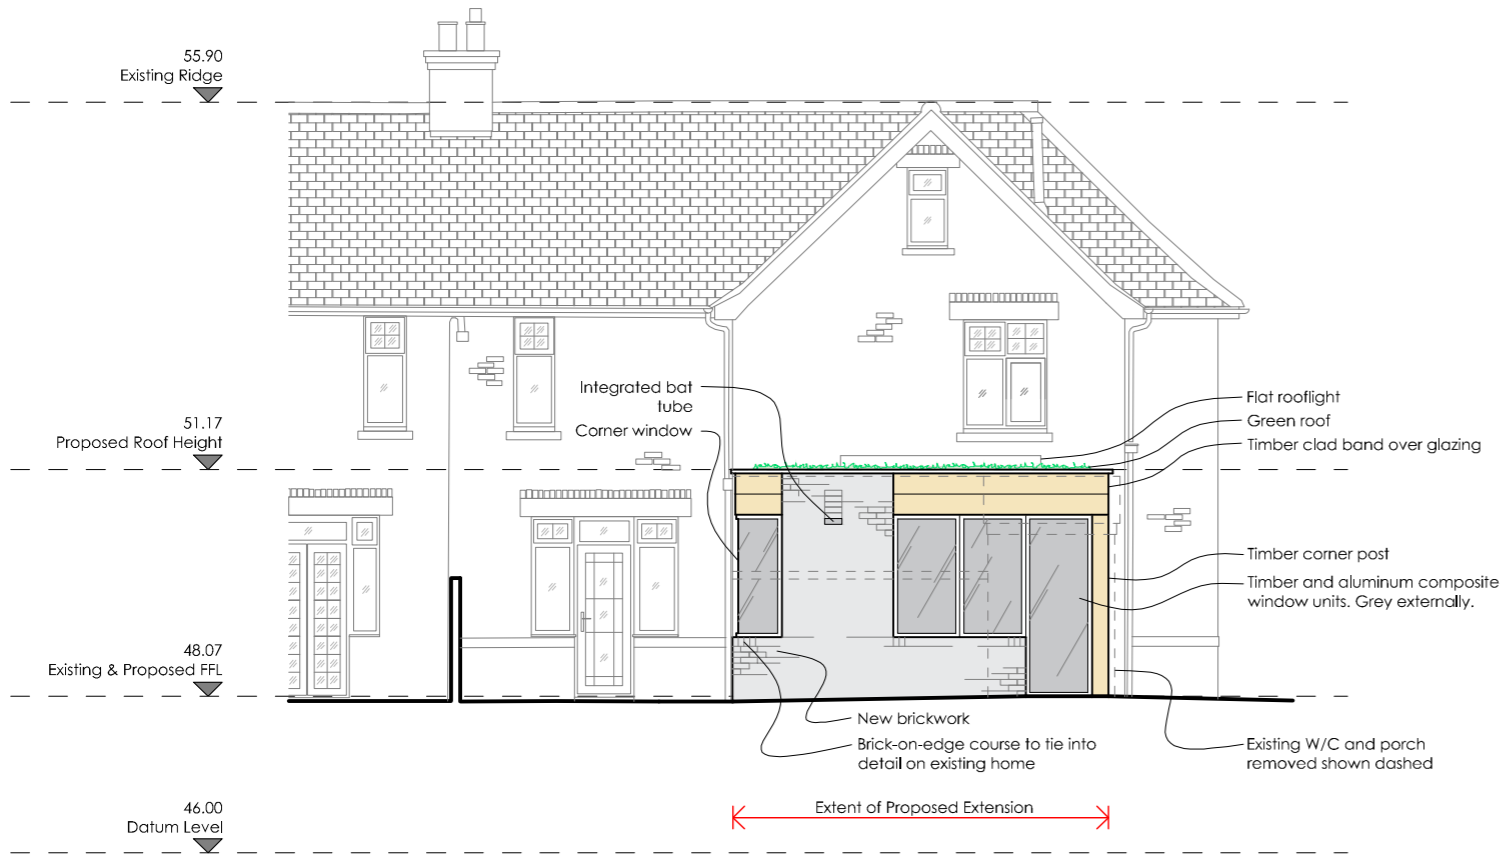 55.90
Existing Ridge
51.17
Proposed Roof Height
48.07
Existing & Proposed FFL
46.00
Datum Level
Integrated bat
tube
Corner window
Flat rooflight
Green roof
Timber clad band over glazing
Timber corner post
Timber and aluminum composite
window units. Grey externally.
New brickwork
Brick-on-edge course to tie into
detail on existing home
Existing W/C and porch
removed shown dashed
Extent of Proposed Extension